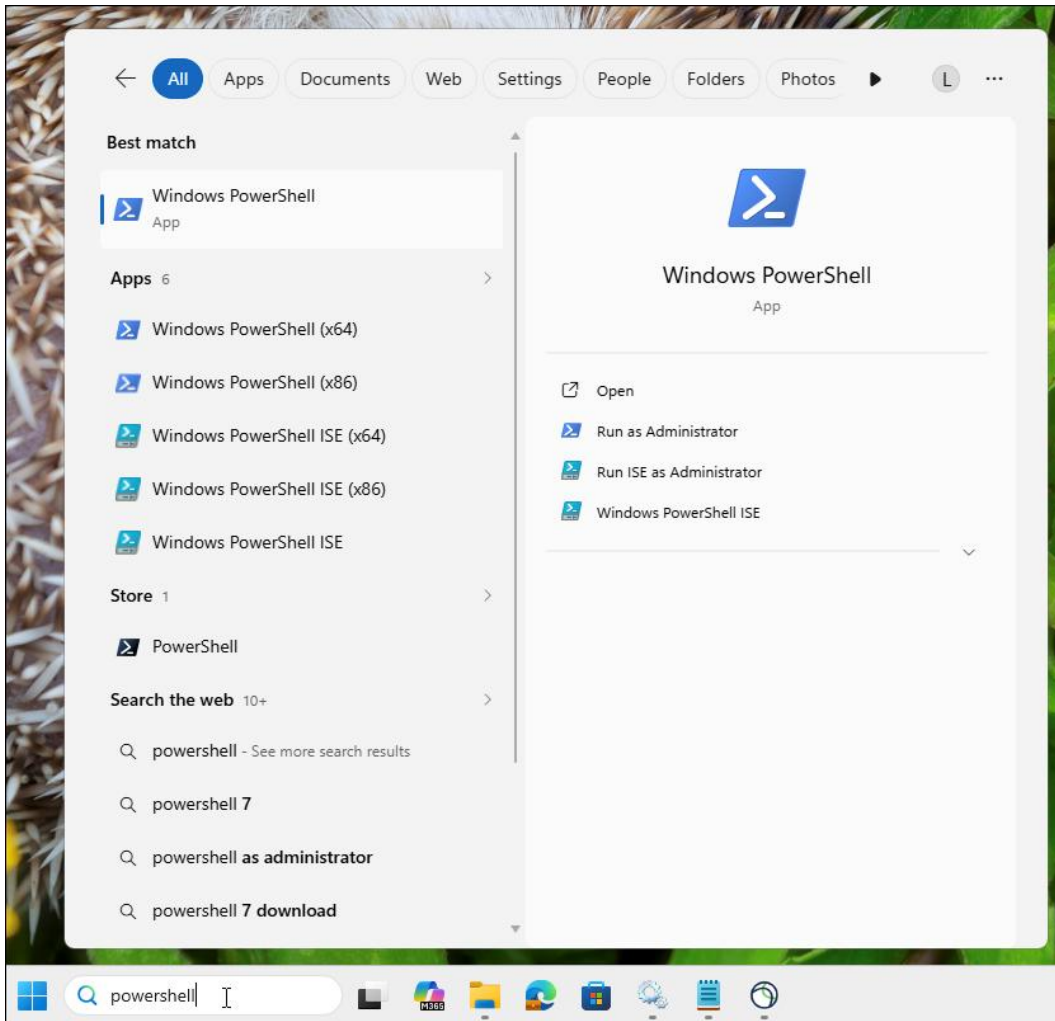 All Apps Documents Web Settings People Folders Photos L
Best match
Windows PowerShell
App
Apps 6
Windows PowerShell (x64)
Windows PowerShell (x86)
Windows PowerShell ISE (x64)
Windows PowerShell ISE (x86)
Windows PowerShell ISE
Store 1
PowerShell
Search the web 10+
powershell - See more search results
powershell 7
powershell as administrator
powershell 7 download
Windows PowerShell
App
Open
Run as Administrator
Run ISE as Administrator
Windows PowerShell ISE
powershell
M365